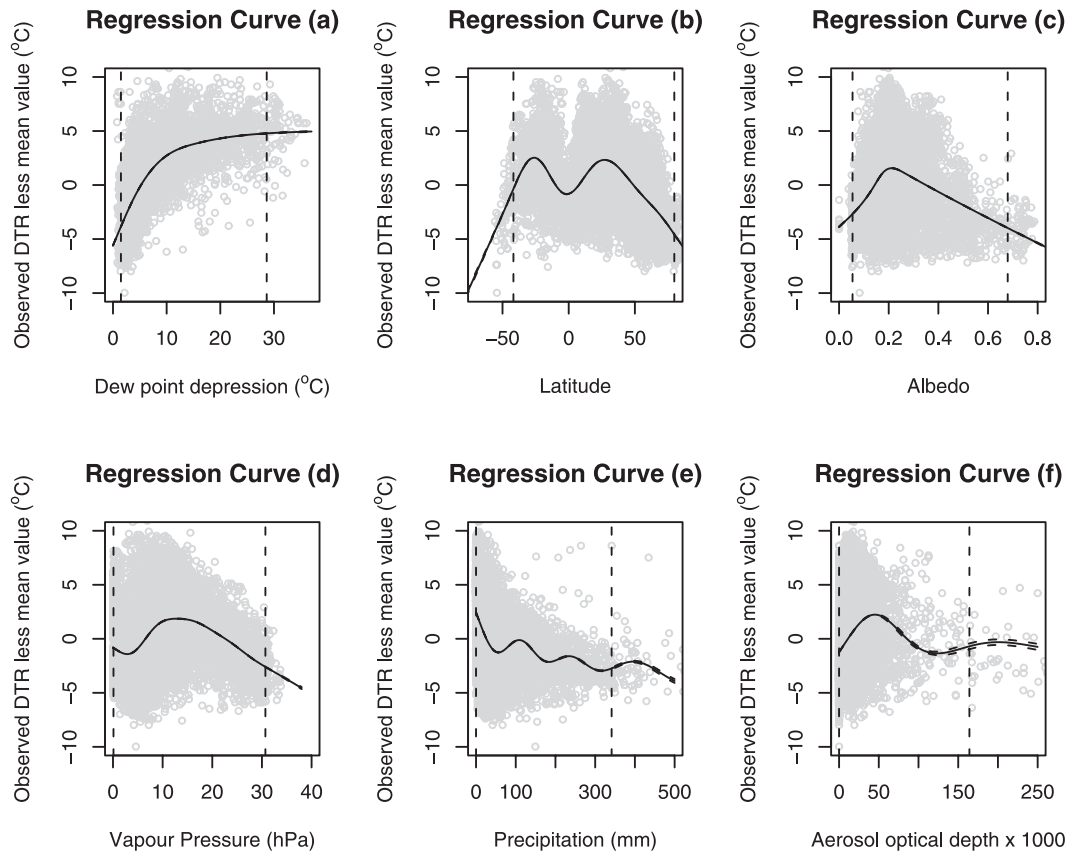 Regression Curve (a)
Observed DTR less mean value (°C)
10
5
0
−5
−10
0 10 20 30
Dew point depression (°C)
Regression Curve (b)
Observed DTR less mean value (°C)
10
5
0
−5
−10
−50 0 50
Latitude
Regression Curve (c)
Observed DTR less mean value (°C)
10
5
0
−5
−10
0.0 0.2 0.4 0.6 0.8
Albedo
Regression Curve (d)
Observed DTR less mean value (°C)
10
5
0
−5
−10
0 10 20 30 40
Vapour Pressure (hPa)
Regression Curve (e)
Observed DTR less mean value (°C)
10
5
0
−5
−10
0 100 300 500
Precipitation (mm)
Regression Curve (f)
Observed DTR less mean value (°C)
10
5
0
−5
−10
0 50 150 250
Aerosol optical depth x 1000